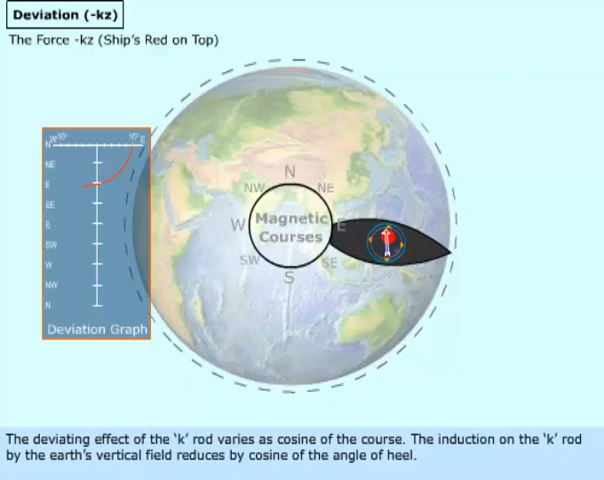 Deviation (-kz)
The Force -kz (Ship's Red on Top)
W10° 10°E
N
NE
E
SE
S
SW
W
NW
N
Deviation Graph
N
NW NE
W Magnetic E
Courses
SW SE
S
The deviating effect of the 'k' rod varies as cosine of the course. The induction on the 'k' rod
by the earth's vertical field reduces by cosine of the angle of heel.